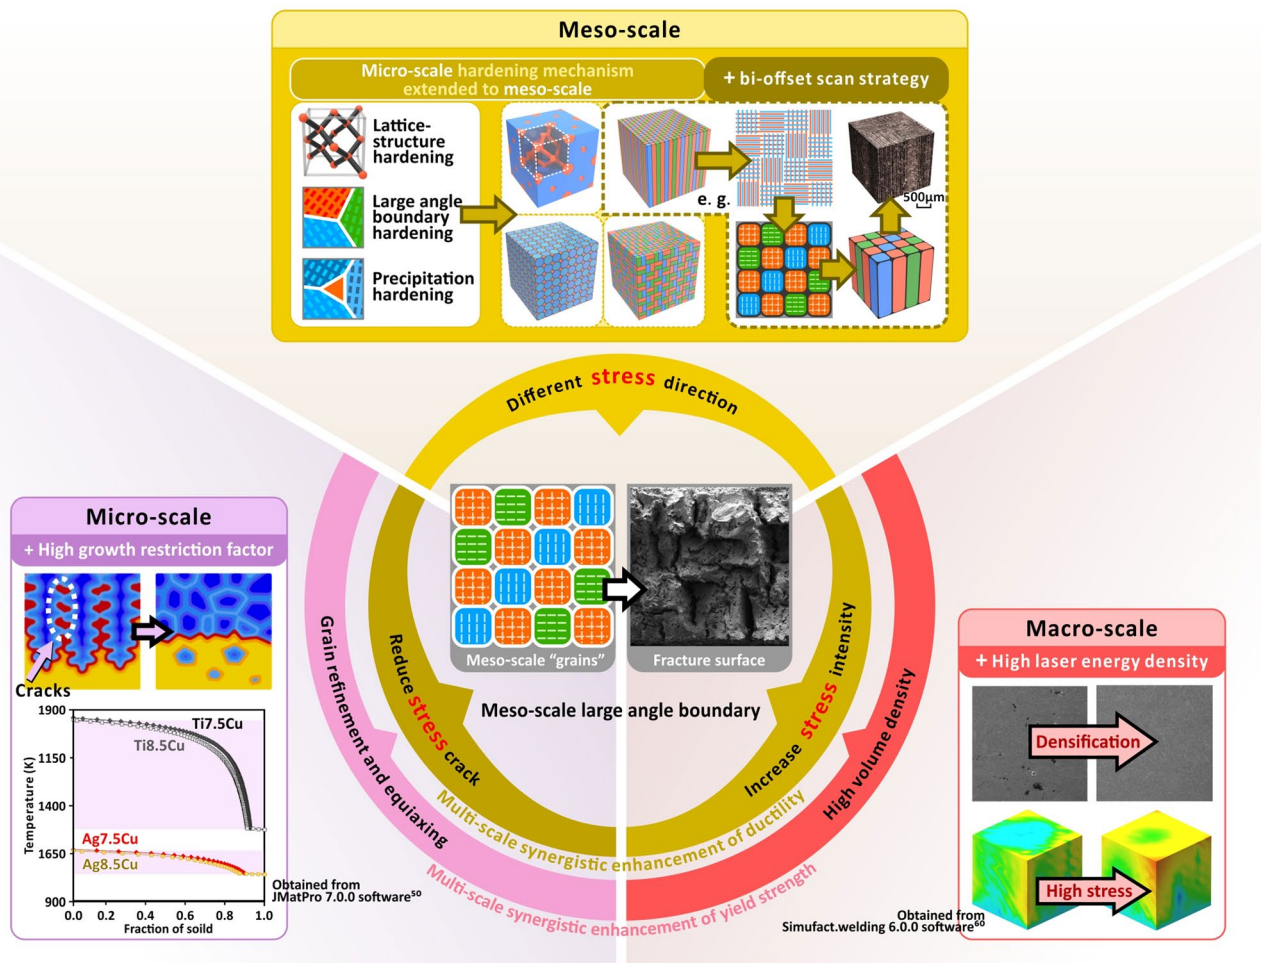 Meso-scale
Micro-scale hardening mechanism
extended to meso-scale
+ bi-offset scan strategy
Lattice-
structure
hardening
Large angle
boundary
hardening
Precipitation
hardening
e. g.
500μm
Different stress direction
Micro-scale
+ High growth restriction factor
Cracks
1900
1150
1400
1650
900
Temperature (K)
Ti7.5Cu
Ti8.5Cu
Ag7.5Cu
Ag8.5Cu
0.0 0.2 0.4 0.6 0.8 1.0
Fraction of soild
Obtained from
JMatPro 7.0.0 software⁵⁰
Grain refinement and equiaxing
Reduce stress crack
Meso-scale "grains"
Fracture surface
Meso-scale large angle boundary
Increase stress intensity
High volume density
Multi-scale synergistic enhancement of ductility
Multi-scale synergistic enhancement of yield strength
Macro-scale
+ High laser energy density
Densification
High stress
Obtained from
Simufact.welding 6.0.0 software⁶⁰